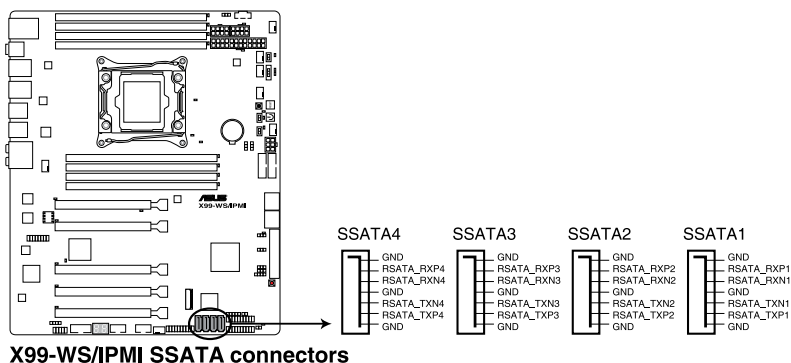 ASUS
X99-WS/IPMI
SSATA4
GND
RSATA_RXP4
RSATA_RXN4
GND
RSATA_TXN4
RSATA_TXP4
GND
SSATA3
GND
RSATA_RXP3
RSATA_RXN3
GND
RSATA_TXN3
RSATA_TXP3
GND
SSATA2
GND
RSATA_RXP2
RSATA_RXN2
GND
RSATA_TXN2
RSATA_TXP2
GND
SSATA1
GND
RSATA_RXP1
RSATA_RXN1
GND
RSATA_TXN1
RSATA_TXP1
GND
X99-WS/IPMI SSATA connectors